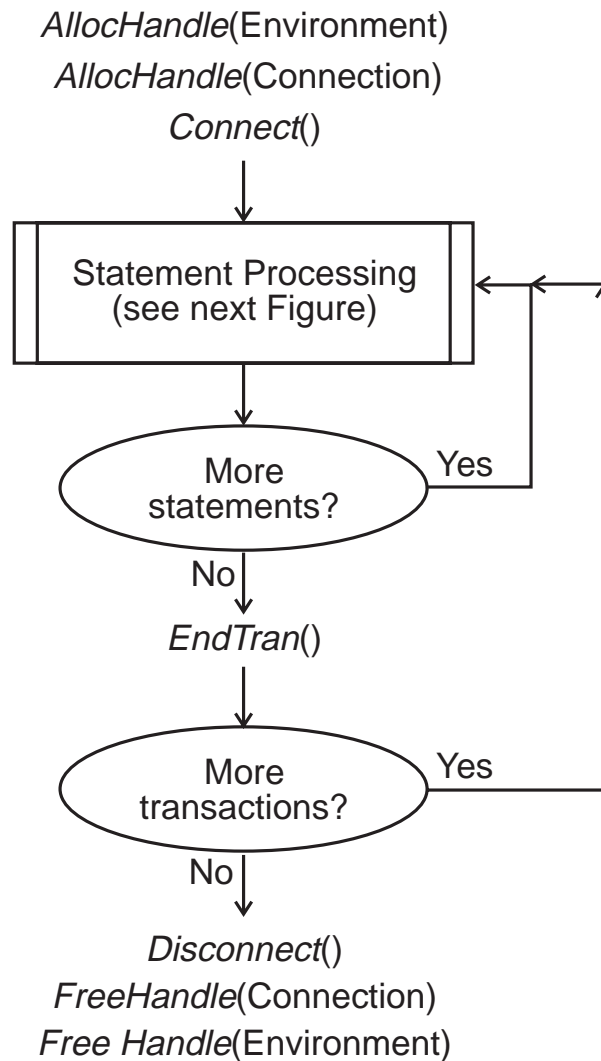 AllocHandle(Environment)
AllocHandle(Connection)
Connect()
Statement Processing
(see next Figure)
More
statements?
Yes
No
EndTran()
More
transactions?
Yes
No
Disconnect()
FreeHandle(Connection)
Free Handle(Environment)